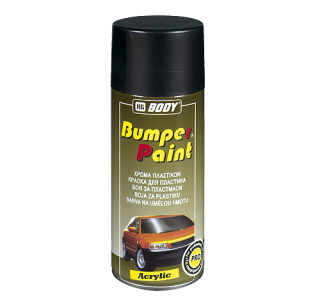 HB BODY
Bumper
Paint
ΧΡΩΜΑ ΠΛΑΣΤΙΚΩΝ
КРАСКА ДЛЯ ПЛАСТИКА
БОЯ ЗА ПЛАСТМАСИ
BOJA ZA PLASTIKU
BARVA NA UMĚLOU HMOTU
PRO
Acrylic